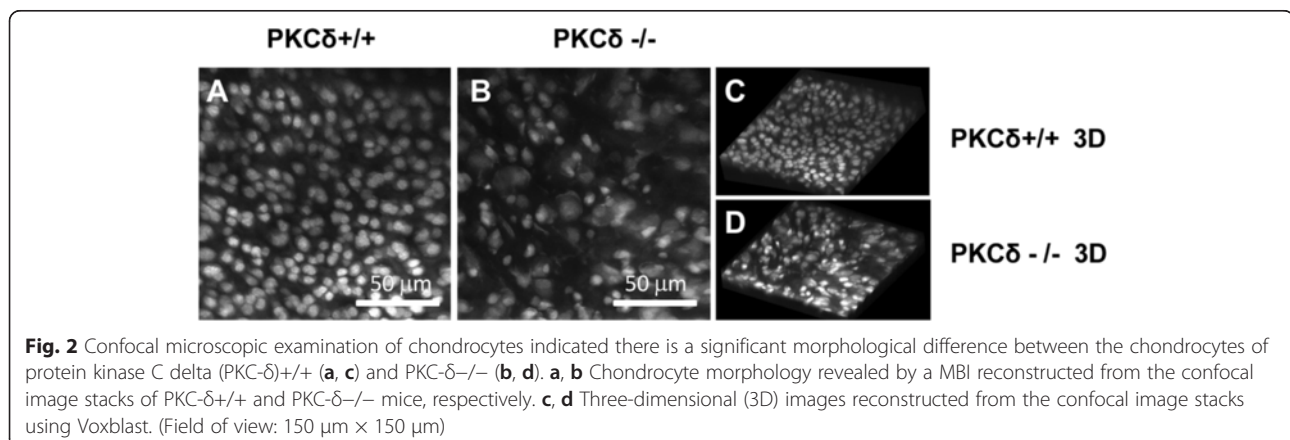 PKCδ+/+ PKCδ -/-
A B C
PKCδ+/+ 3D
D
PKCδ -/- 3D
50 μm 50 μm
Fig. 2 Confocal microscopic examination of chondrocytes indicated there is a significant morphological difference between the chondrocytes of
protein kinase C delta (PKC-δ)+/+ (a, c) and PKC-δ−/− (b, d). a, b Chondrocyte morphology revealed by a MBI reconstructed from the confocal
image stacks of PKC-δ+/+ and PKC-δ−/− mice, respectively. c, d Three-dimensional (3D) images reconstructed from the confocal image stacks
using Voxblast. (Field of view: 150 μm × 150 μm)